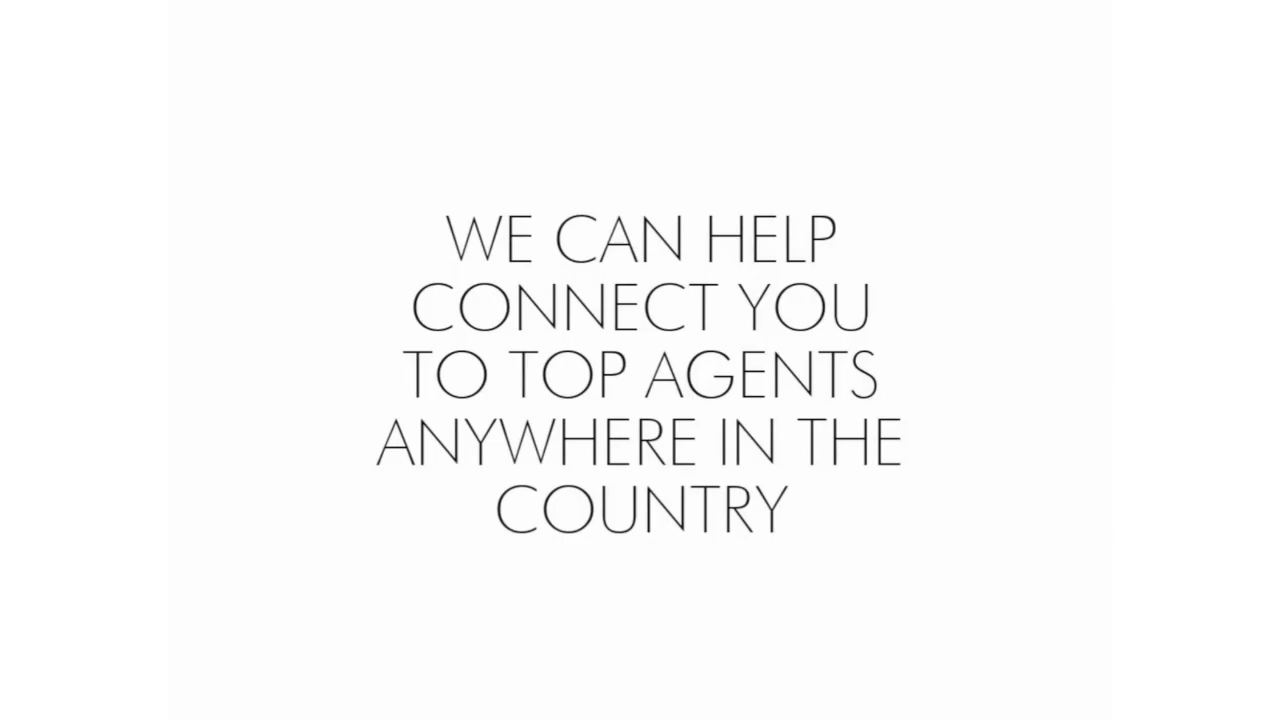 WE CAN HELP
CONNECT YOU
TO TOP AGENTS
ANYWHERE IN THE
COUNTRY